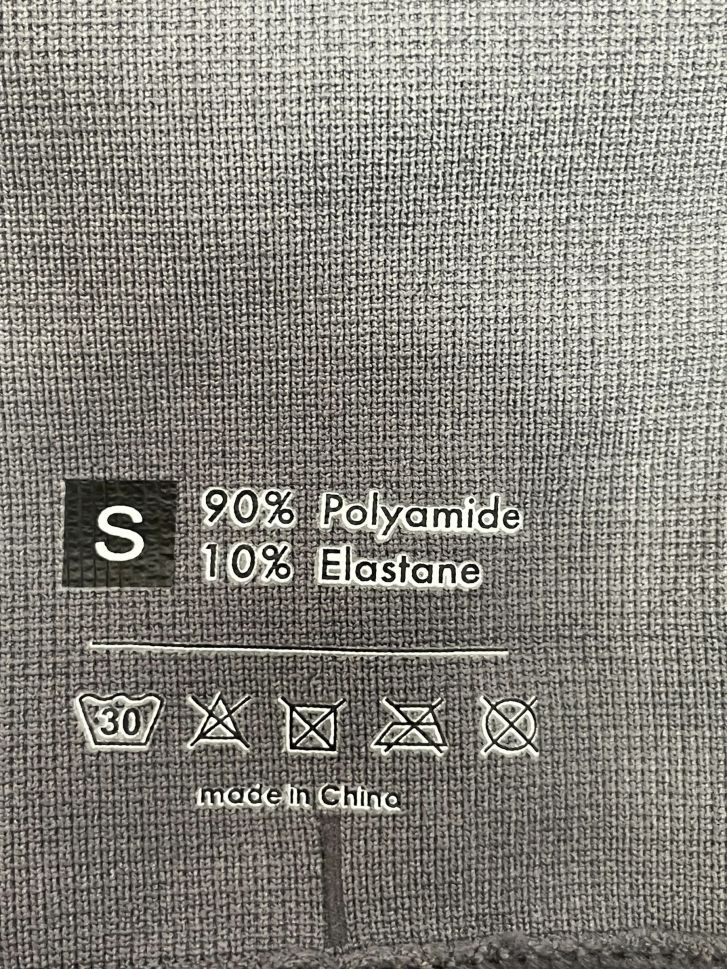 S
90% Polyamide
10% Elastane
30
made in China